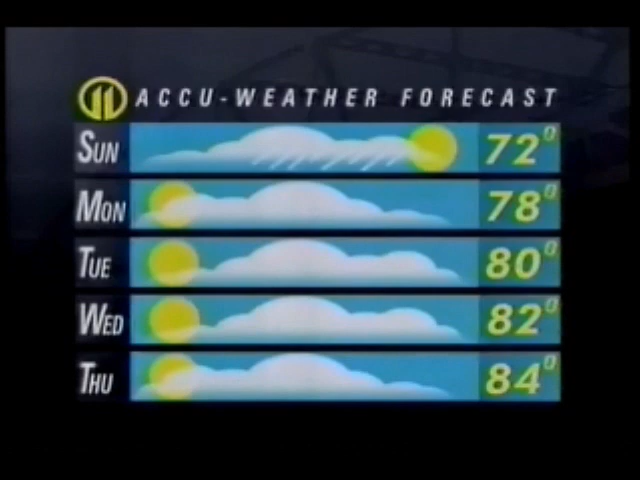 11 ACCU-WEATHER FORECAST
SUN 72°
MON 78°
TUE 80°
WED 82°
THU 84°